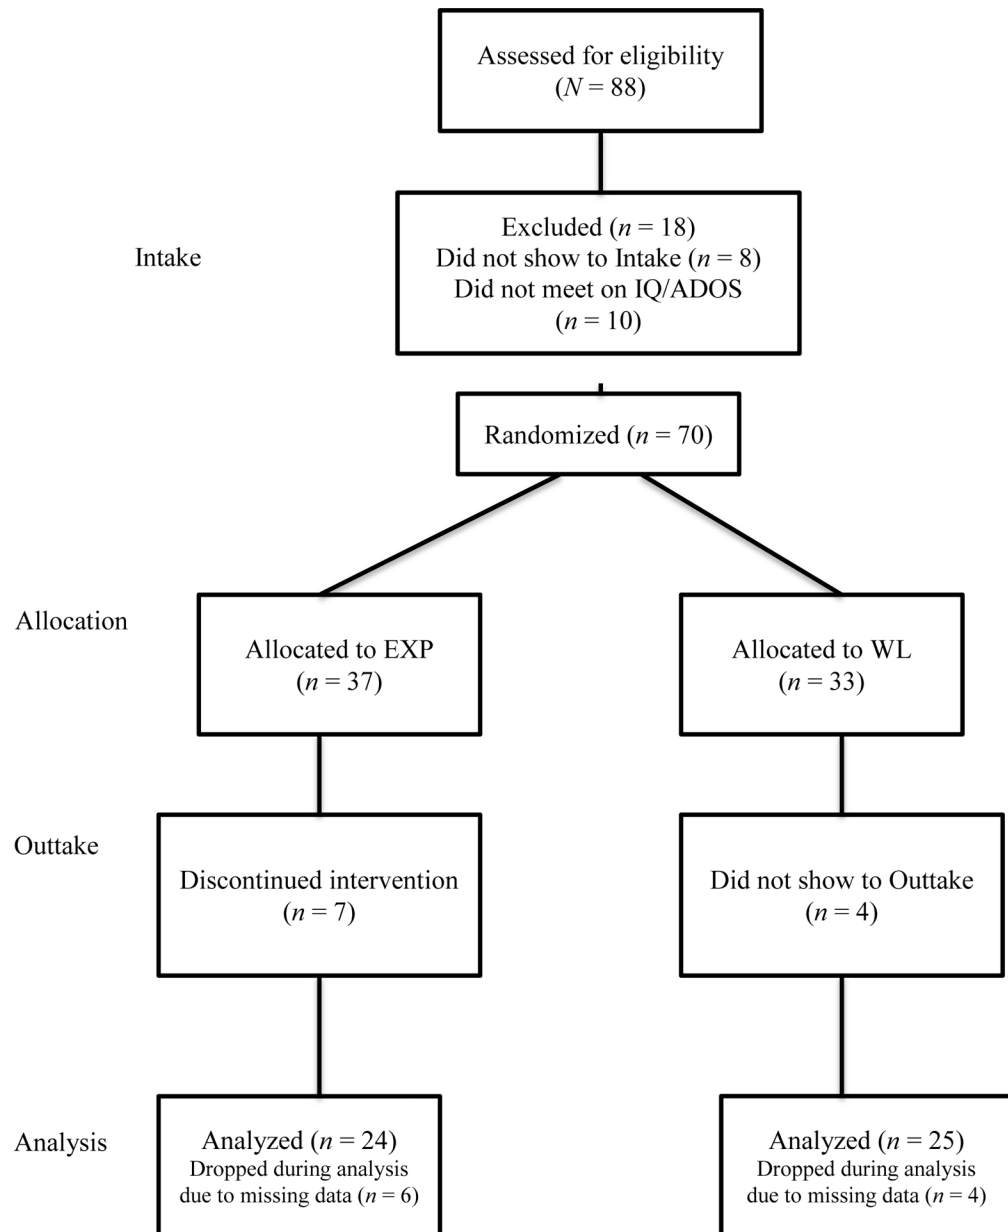 Assessed for eligibility
(N = 88)
Intake
Excluded (n = 18)
Did not show to Intake (n = 8)
Did not meet on IQ/ADOS
(n = 10)
Randomized (n = 70)
Allocation
Allocated to EXP
(n = 37)
Allocated to WL
(n = 33)
Outtake
Discontinued intervention
(n = 7)
Did not show to Outtake
(n = 4)
Analysis
Analyzed (n = 24)
Dropped during analysis
due to missing data (n = 6)
Analyzed (n = 25)
Dropped during analysis
due to missing data (n = 4)